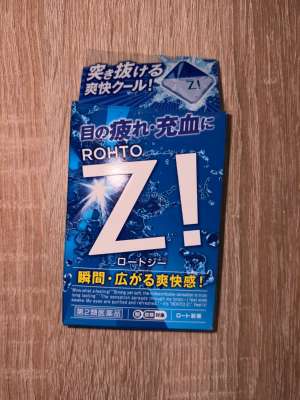 突き抜ける
爽快クール!
Z!
目の疲れ・充血に
ROHTO
Z!
ロートジー
瞬間・広がる爽快感!
第2類医薬品
ロート製薬